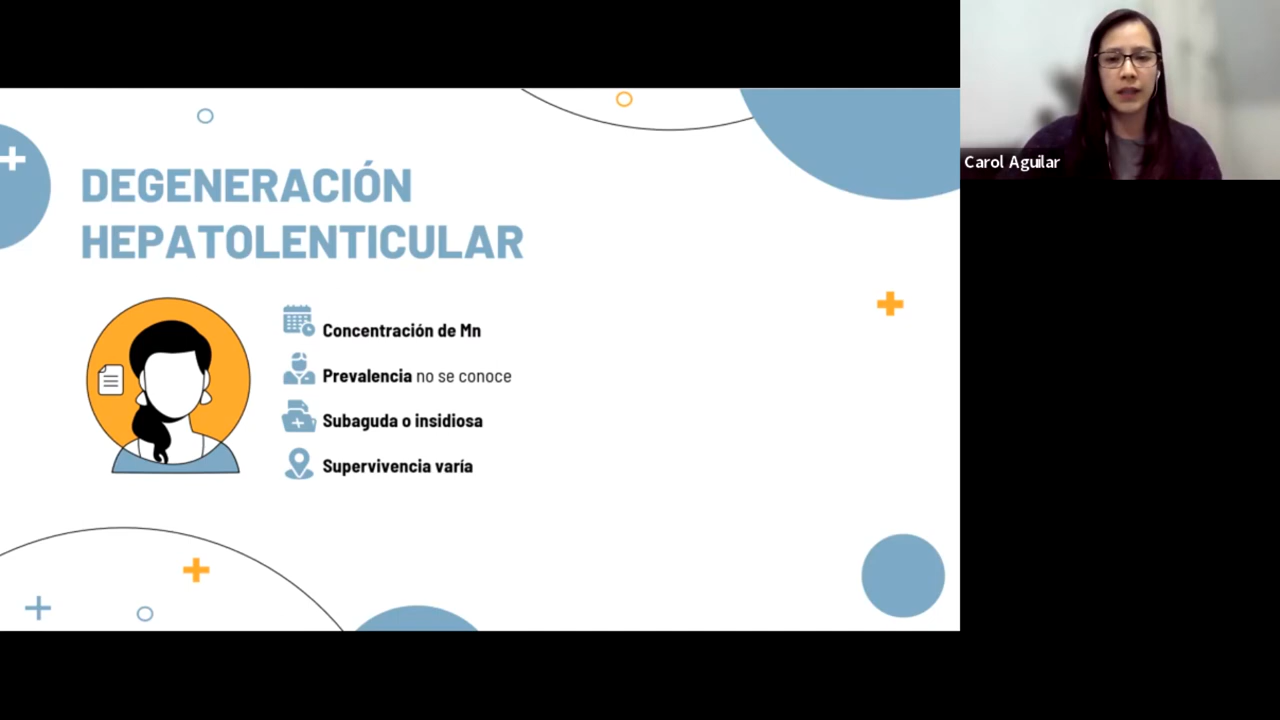 DEGENERACIÓN
HEPATOLENTICULAR
Concentración de Mn
Prevalencia no se conoce
Subaguda o insidiosa
Supervivencia varía
Carol Aguilar